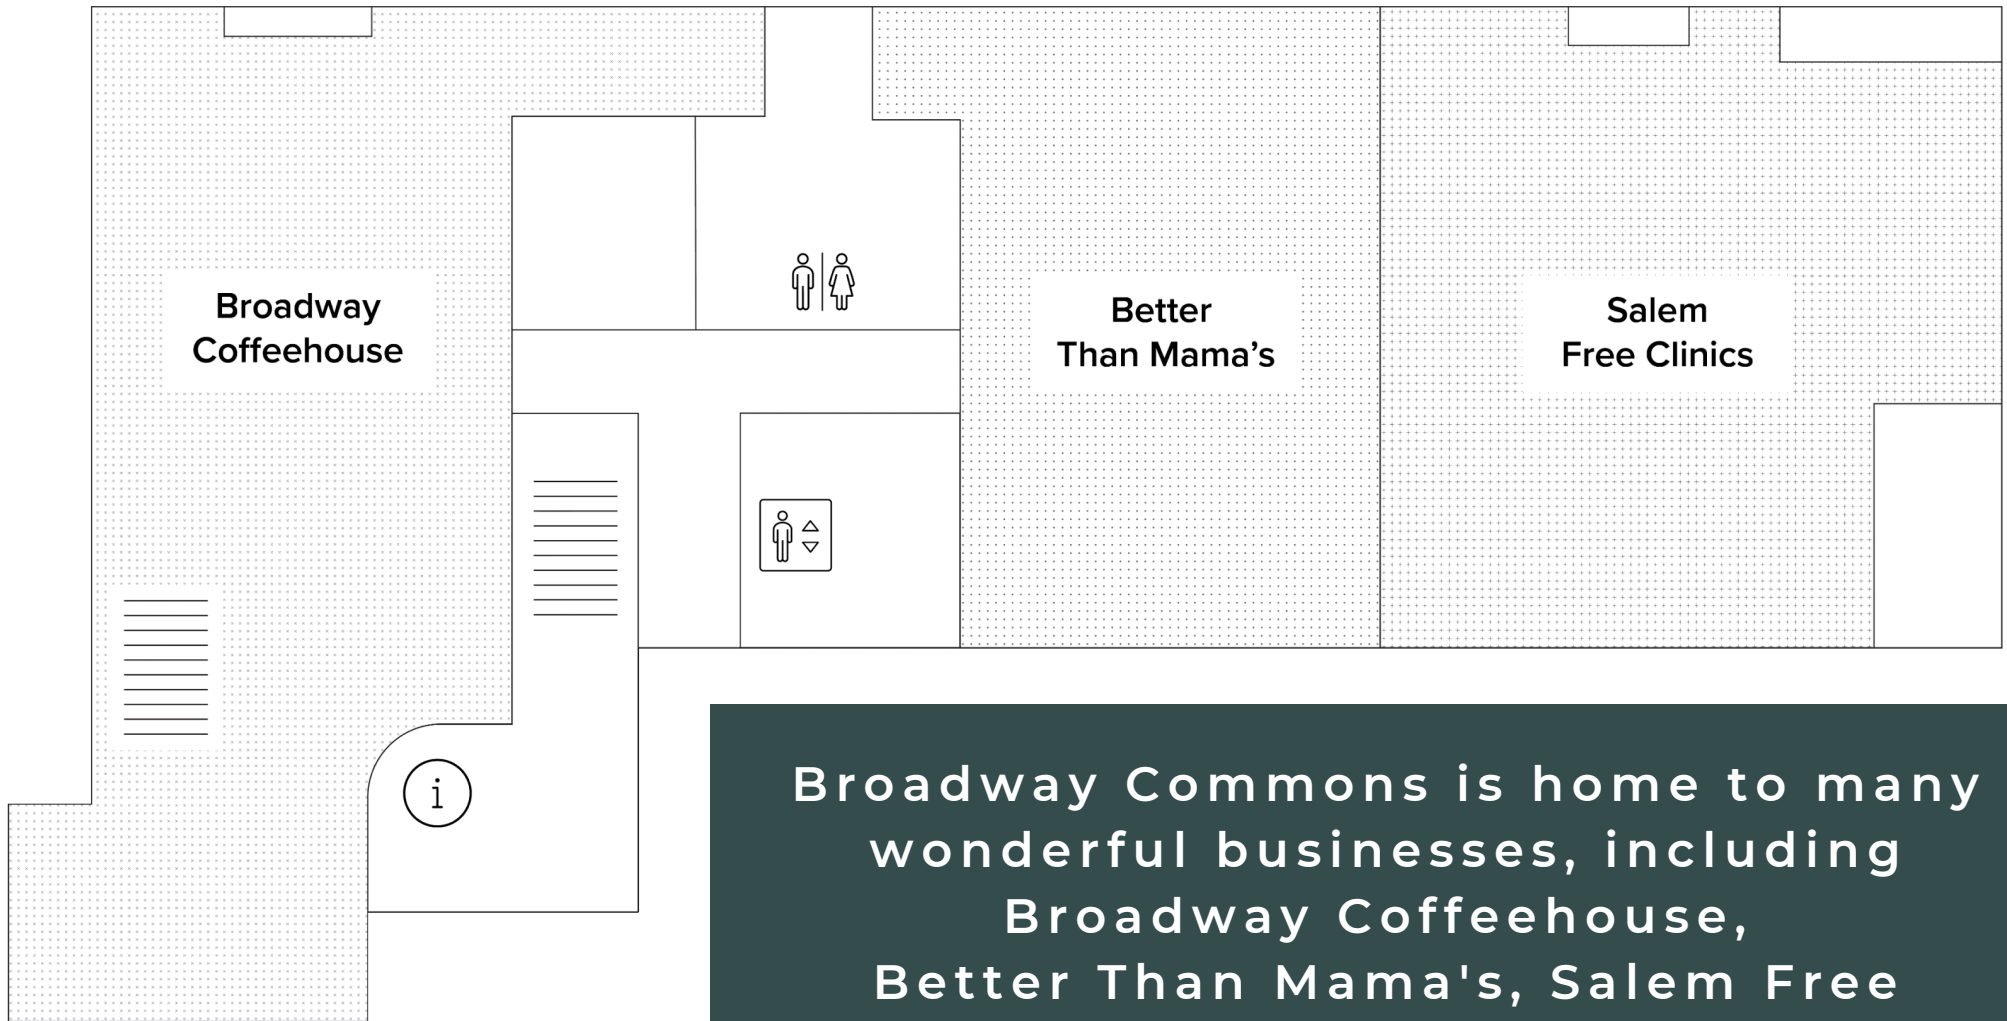 Broadway
Coffeehouse
Better
Than Mama’s
Salem
Free Clinics
i
Broadway Commons is home to many
wonderful businesses, including
Broadway Coffeehouse,
Better Than Mama's, Salem Free